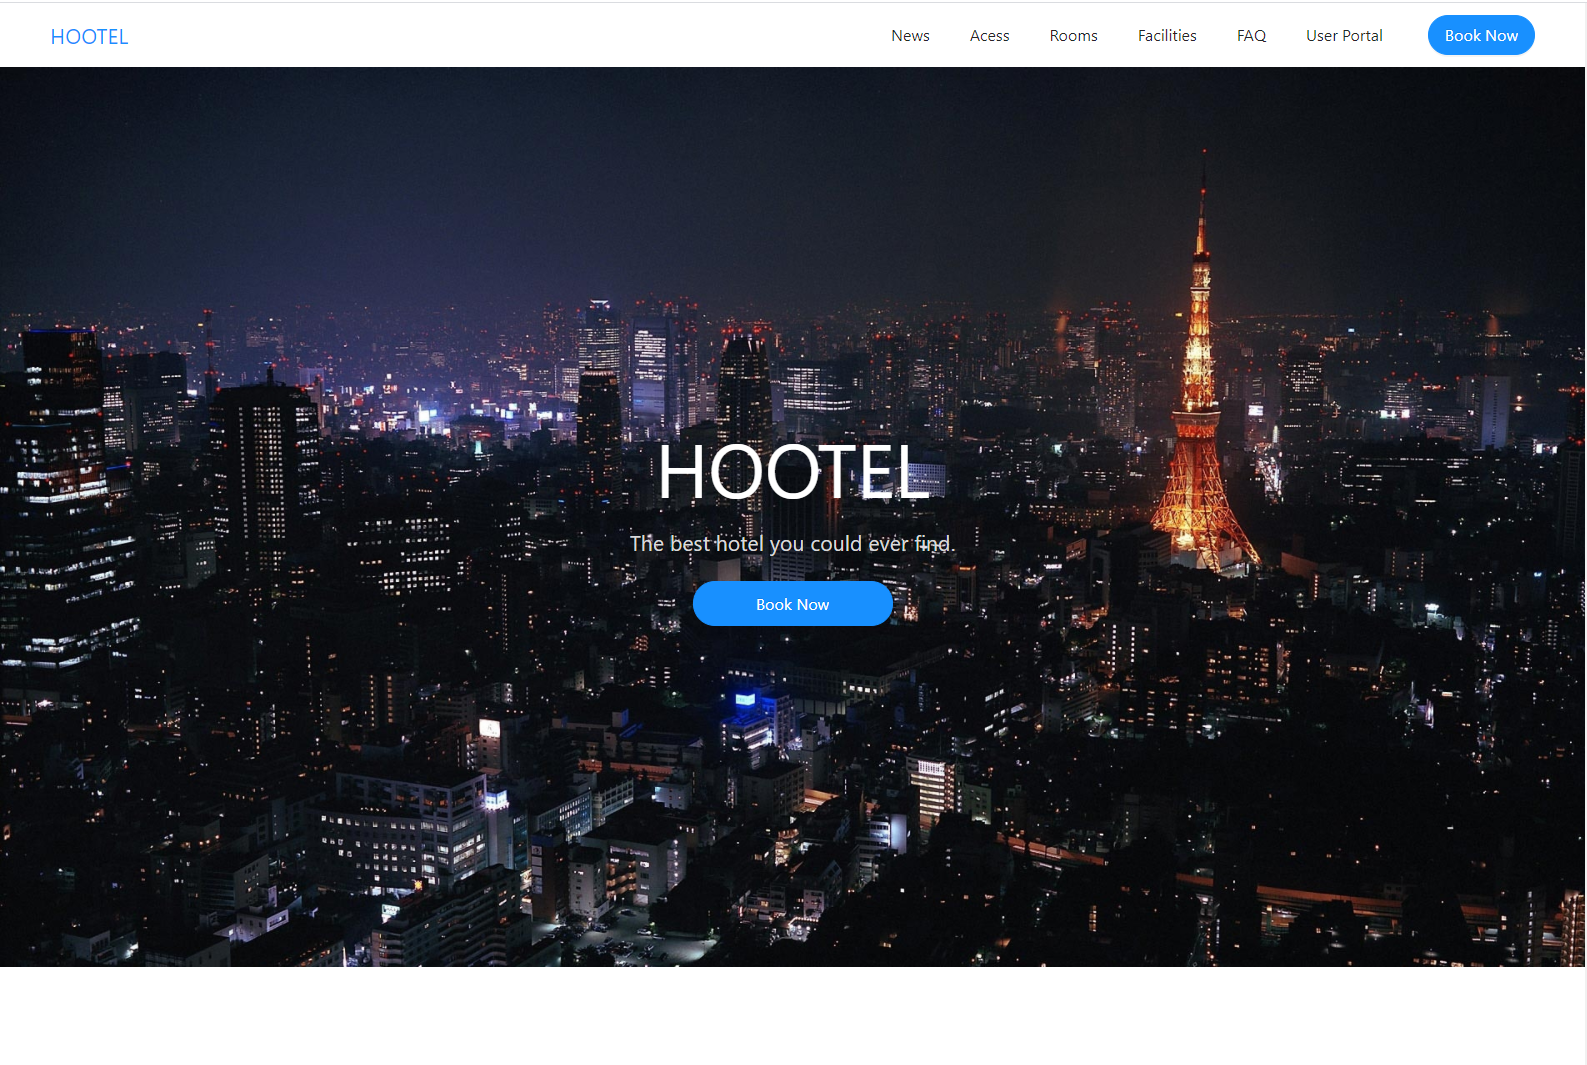 HOOTEL
News
Acess
Rooms
Facilities
FAQ
User Portal
Book Now
HOOTEL
The best hotel you could ever find.
Book Now